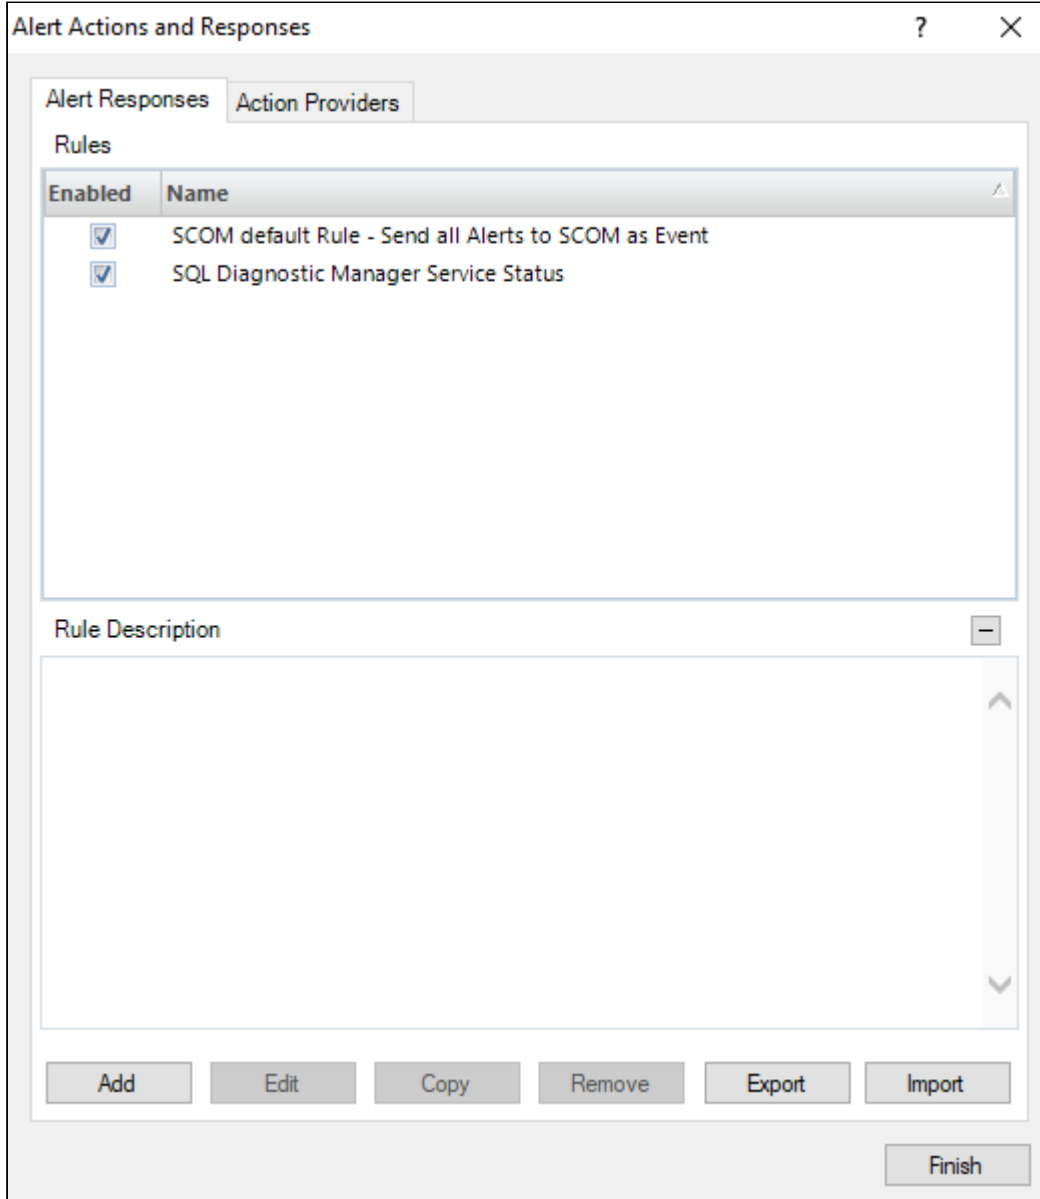 Alert Actions and Responses ?
Alert Responses Action Providers
Rules
Enabled Name
SCOM default Rule - Send all Alerts to SCOM as Event
SQL Diagnostic Manager Service Status
Rule Description
Add Edit Copy Remove Export Import
Finish